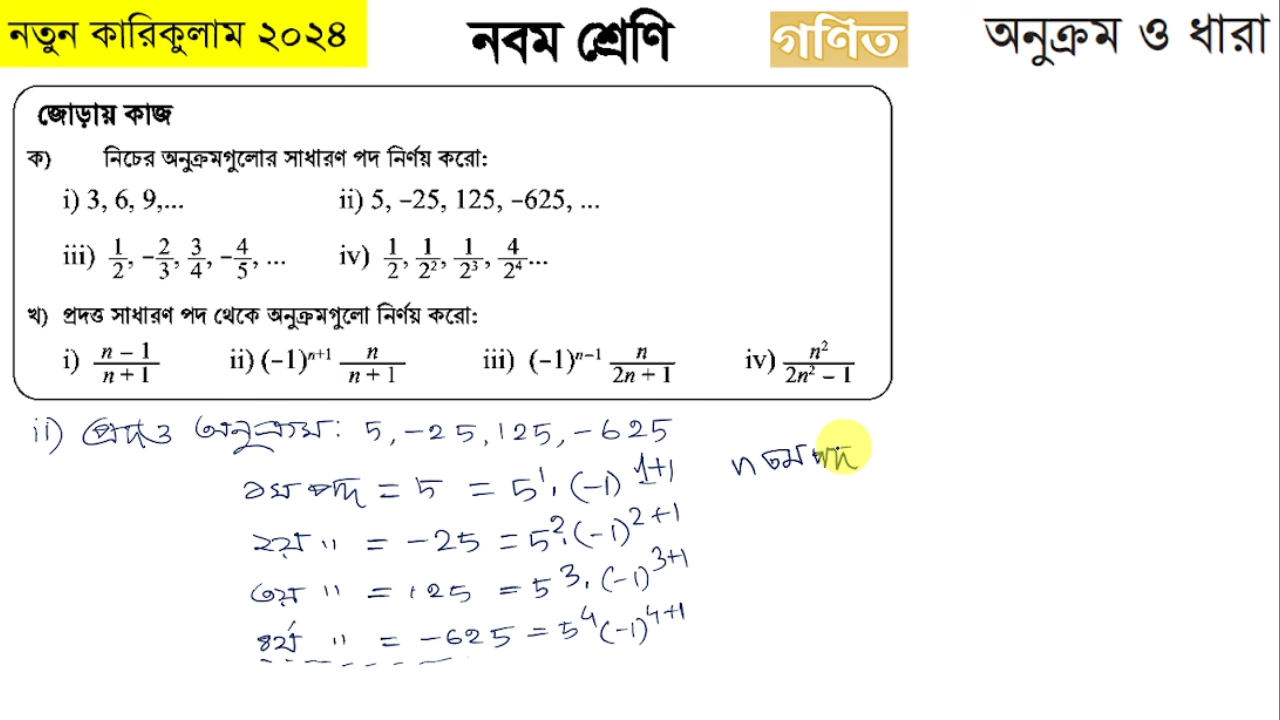 নতুন কারিকুলাম ২০২৪ নবম শ্রেণি গণিত অনুক্রম ও ধারা
জোড়ায় কাজ
ক) নিচের অনুক্রমগুলোর সাধারণ পদ নির্ণয় করো:
i) 3, 6, 9,... ii) 5, –25, 125, –625, ...
iii) 1/2, –2/3, 3/4, –4/5, ... iv) 1/2, 1/2², 1/2³, 4/2⁴...
খ) প্রদত্ত সাধারণ পদ থেকে অনুক্রমগুলো নির্ণয় করো:
i) (n – 1)/(n + 1) ii) (–1)ⁿ⁺¹ n/(n + 1) iii) (–1)ⁿ⁻¹ n/(2n + 1) iv) n²/(2n² – 1)
ii) প্রদত্ত অনুক্রম: 5, -25, 125, -625
১ম পদ = 5 = 5¹. (-1)¹⁺¹ n তম পদ
২য় " = -25 = 5². (-1)²⁺¹
৩য় " = 125 = 5³. (-1)³⁺¹
৪র্থ " = -625 = 5⁴ (-1)⁴⁺¹